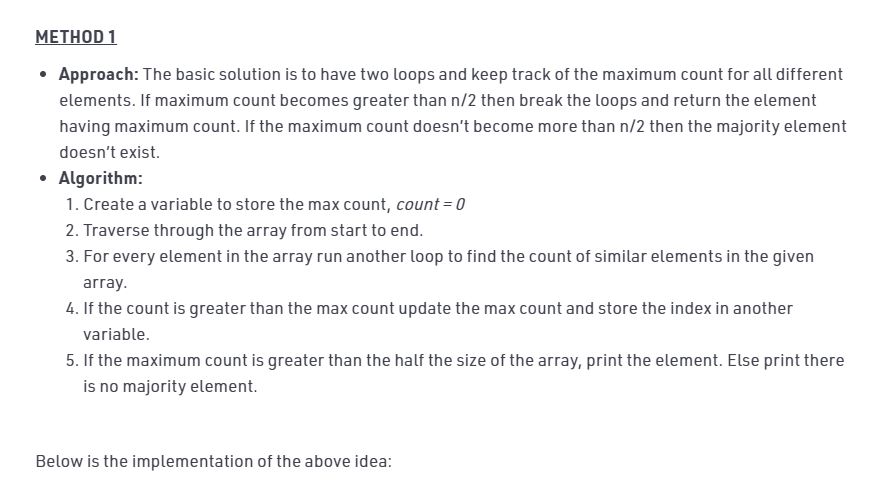 METHOD 1
• Approach: The basic solution is to have two loops and keep track of the maximum count for all different
elements. If maximum count becomes greater than n/2 then break the loops and return the element
having maximum count. If the maximum count doesn’t become more than n/2 then the majority element
doesn’t exist.
• Algorithm:
1. Create a variable to store the max count, count = 0
2. Traverse through the array from start to end.
3. For every element in the array run another loop to find the count of similar elements in the given
array.
4. If the count is greater than the max count update the max count and store the index in another
variable.
5. If the maximum count is greater than the half the size of the array, print the element. Else print there
is no majority element.
Below is the implementation of the above idea: